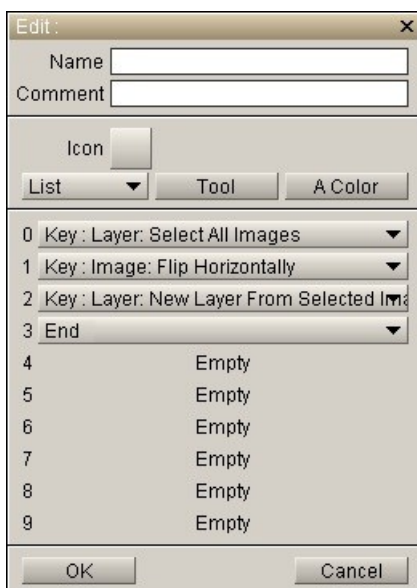 Edit :
Name
Comment
Icon
List Tool A Color
0 Key : Layer: Select All Images
1 Key : Image: Flip Horizontally
2 Key : Layer: New Layer From Selected
3 End
4 Empty
5 Empty
6 Empty
7 Empty
8 Empty
9 Empty
OK Cancel